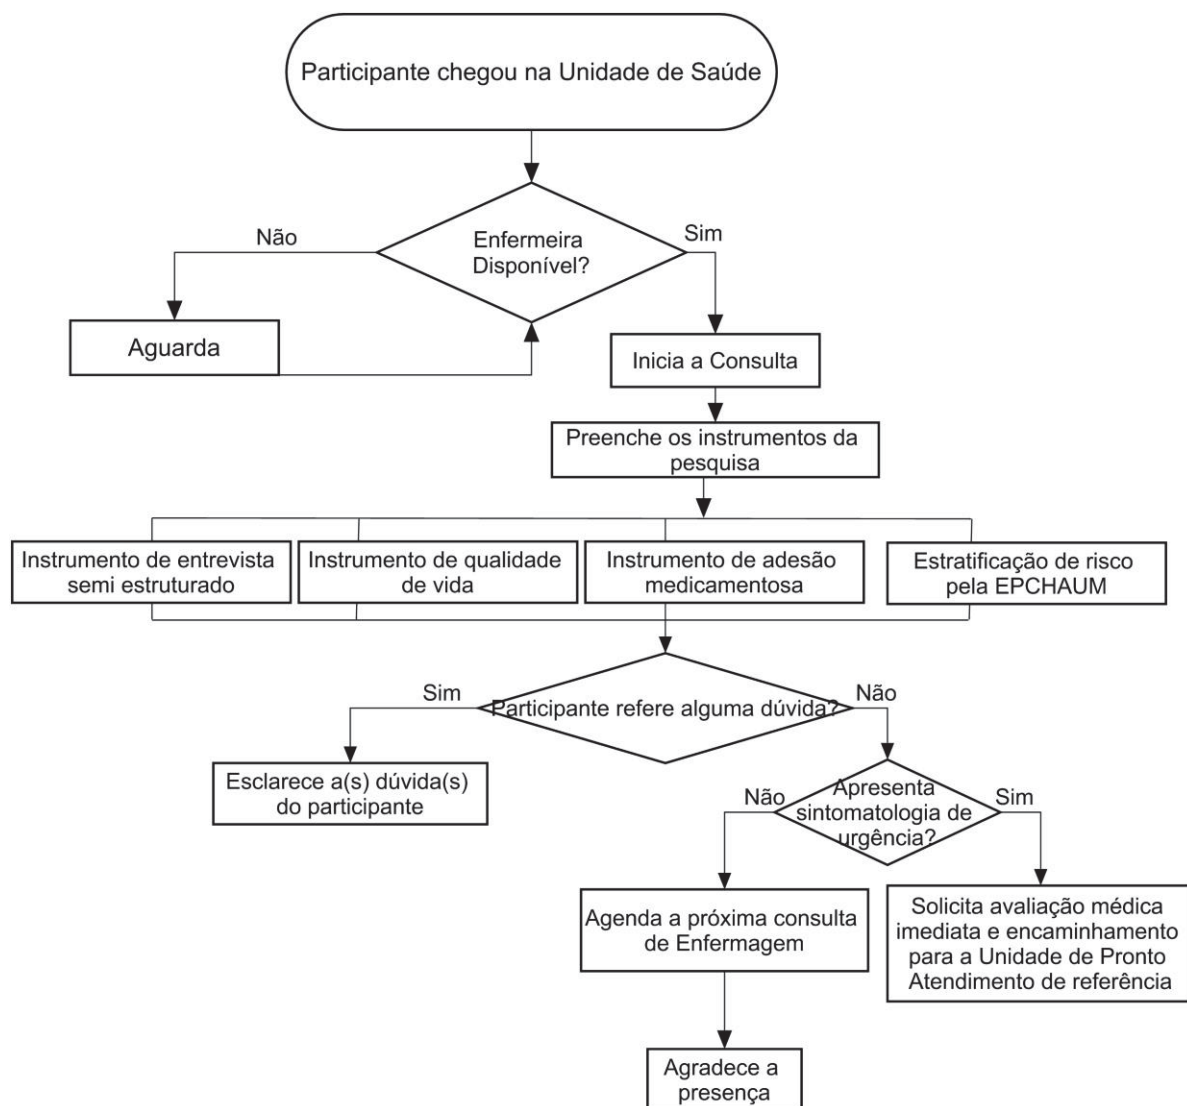 Participante chegou na Unidade de Saúde
Não
Enfermeira
Disponível?
Sim
Aguarda
Inicia a Consulta
Preenche os instrumentos da
pesquisa
Instrumento de entrevista
semi estruturado
Instrumento de qualidade
de vida
Instrumento de adesão
medicamentosa
Estratificação de risco
pela EPCHAUM
Sim
Participante refere alguma dúvida?
Não
Esclarece a(s) dúvida(s)
do participante
Não
Apresenta
sintomatologia de
urgência?
Sim
Agenda a próxima consulta
de Enfermagem
Solicita avaliação médica
imediata e encaminhamento
para a Unidade de Pronto
Atendimento de referência
Agradece a
presença